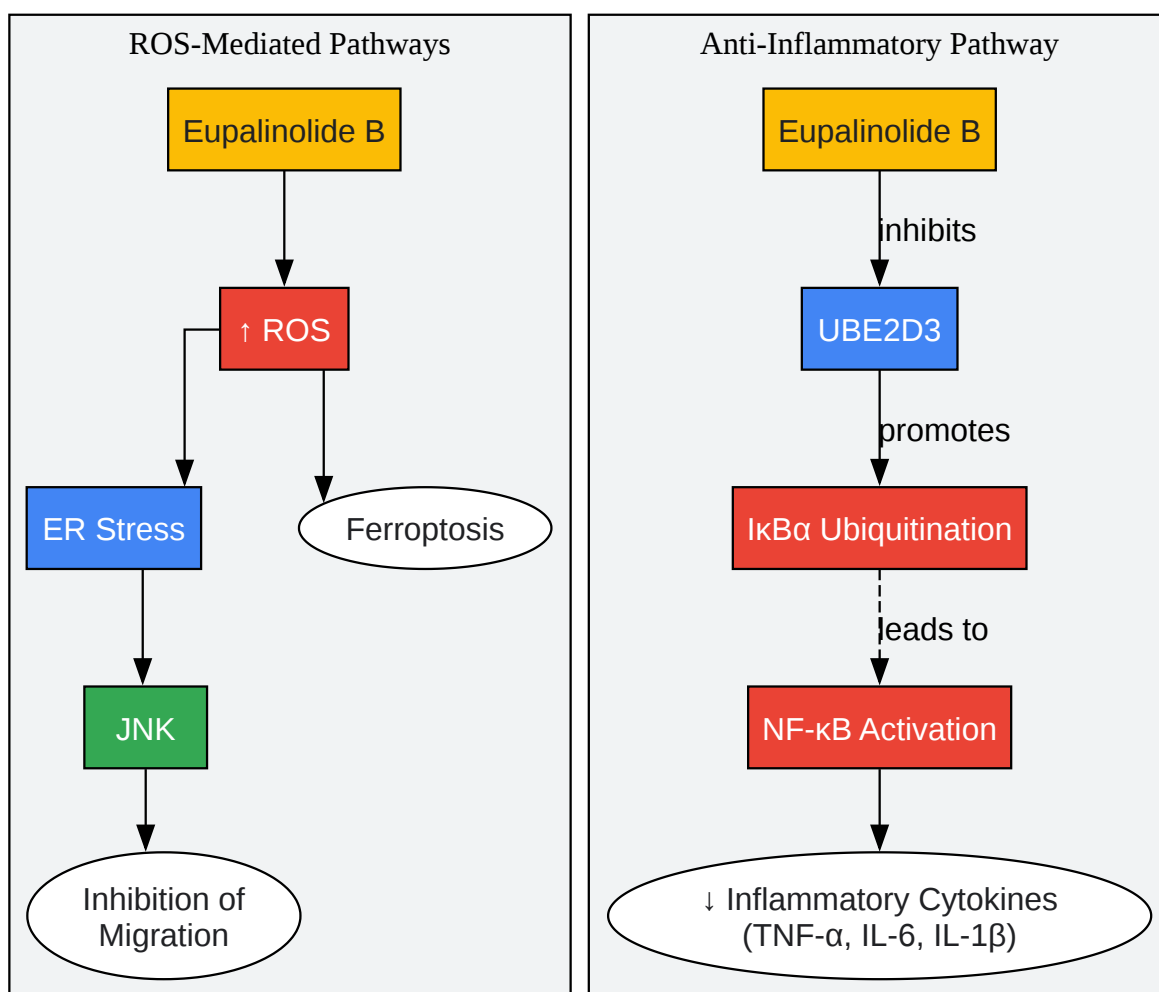 ROS-Mediated Pathways
Eupalinolide B
↑ ROS
ER Stress
Ferroptosis
JNK
Inhibition of
Migration
Anti-Inflammatory Pathway
Eupalinolide B
inhibits
UBE2D3
promotes
IκBα Ubiquitination
leads to
NF-κB Activation
↓ Inflammatory Cytokines
(TNF-α, IL-6, IL-1β)